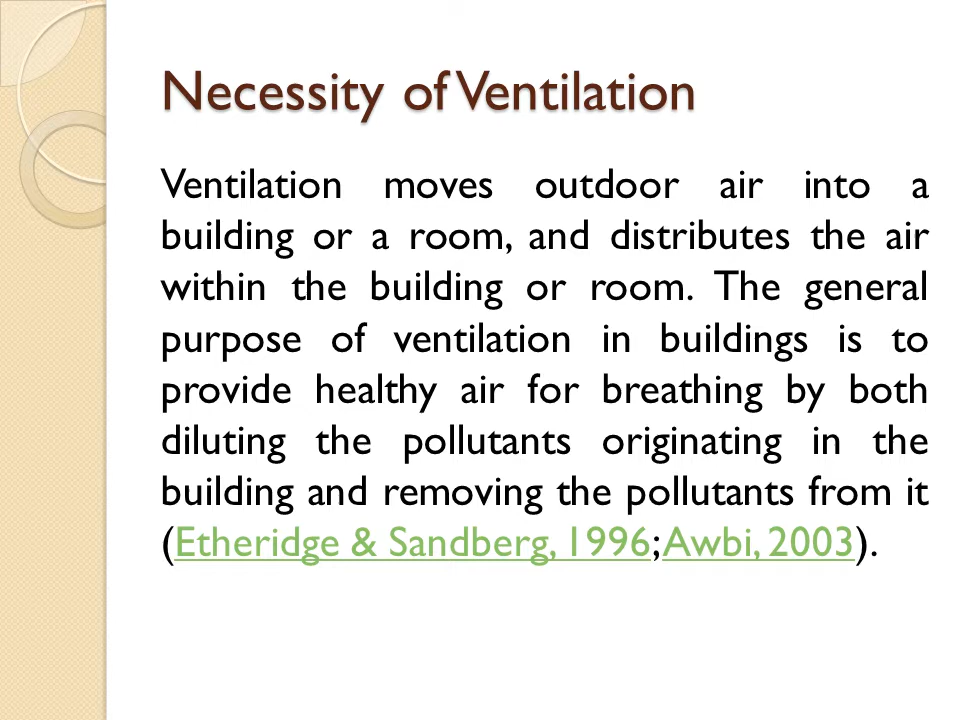 Necessity of Ventilation
Ventilation moves outdoor air into a
building or a room, and distributes the air
within the building or room. The general
purpose of ventilation in buildings is to
provide healthy air for breathing by both
diluting the pollutants originating in the
building and removing the pollutants from it
(Etheridge & Sandberg, 1996; Awbi, 2003).